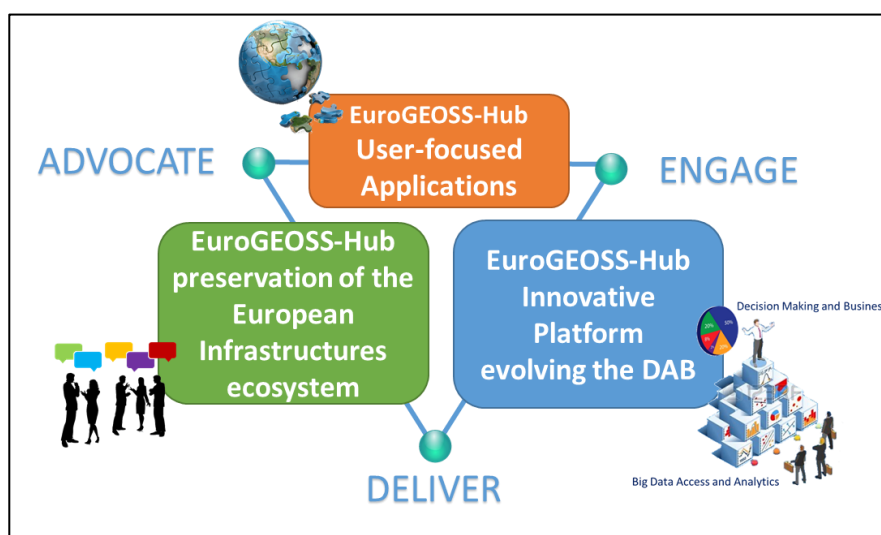 EuroGEOSS-Hub
User-focused
Applications
ADVOCATE
ENGAGE
EuroGEOSS-Hub
preservation of the
European
Infrastructures
ecosystem
EuroGEOSS-Hub
Innovative
Platform
evolving the DAB
Decision Making and Busines
Big Data Access and Analytics
DELIVER